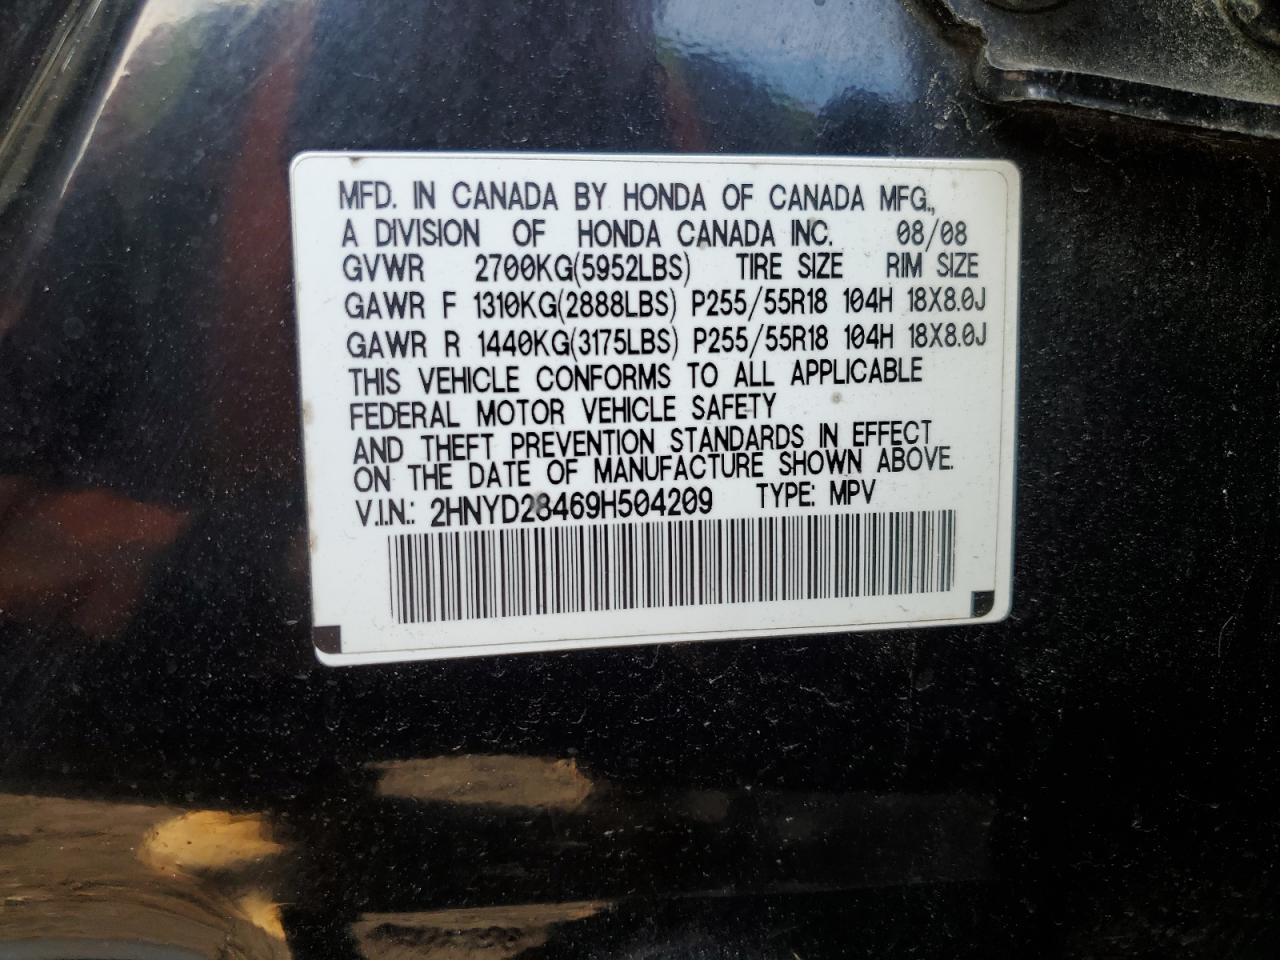 MFD. IN CANADA BY HONDA OF CANADA MFG.,
A DIVISION OF HONDA CANADA INC. 08/08
GVWR 2700KG(5952LBS) TIRE SIZE RIM SIZE
GAWR F 1310KG(2888LBS) P255/55R18 104H 18X8.0J
GAWR R 1440KG(3175LBS) P255/55R18 104H 18X8.0J
THIS VEHICLE CONFORMS TO ALL APPLICABLE
FEDERAL MOTOR VEHICLE SAFETY
AND THEFT PREVENTION STANDARDS IN EFFECT
ON THE DATE OF MANUFACTURE SHOWN ABOVE.
V.I.N.: 2HNYD28469H504209 TYPE: MPV